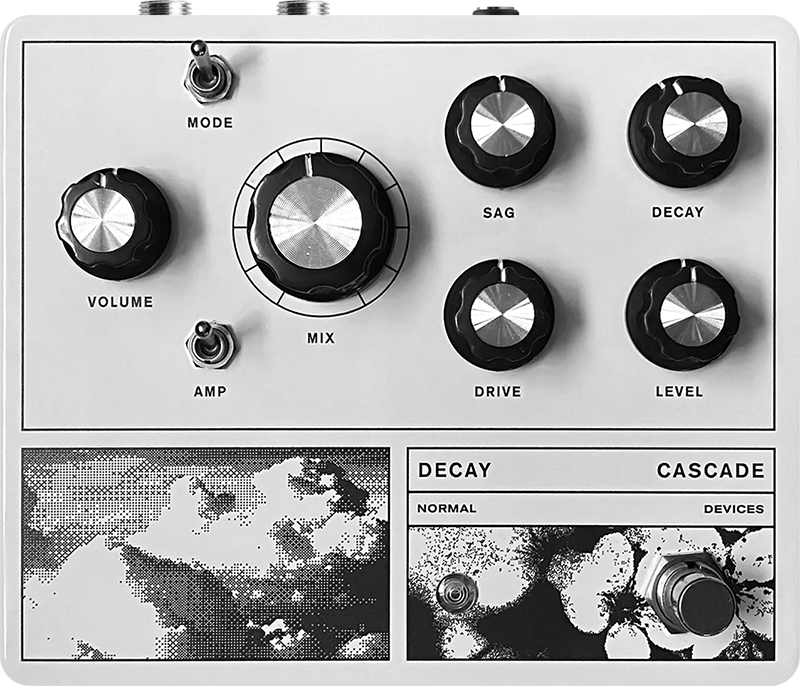 MODE
SAG
DECAY
VOLUME
MIX
AMP
DRIVE
LEVEL
DECAY CASCADE
NORMAL DEVICES